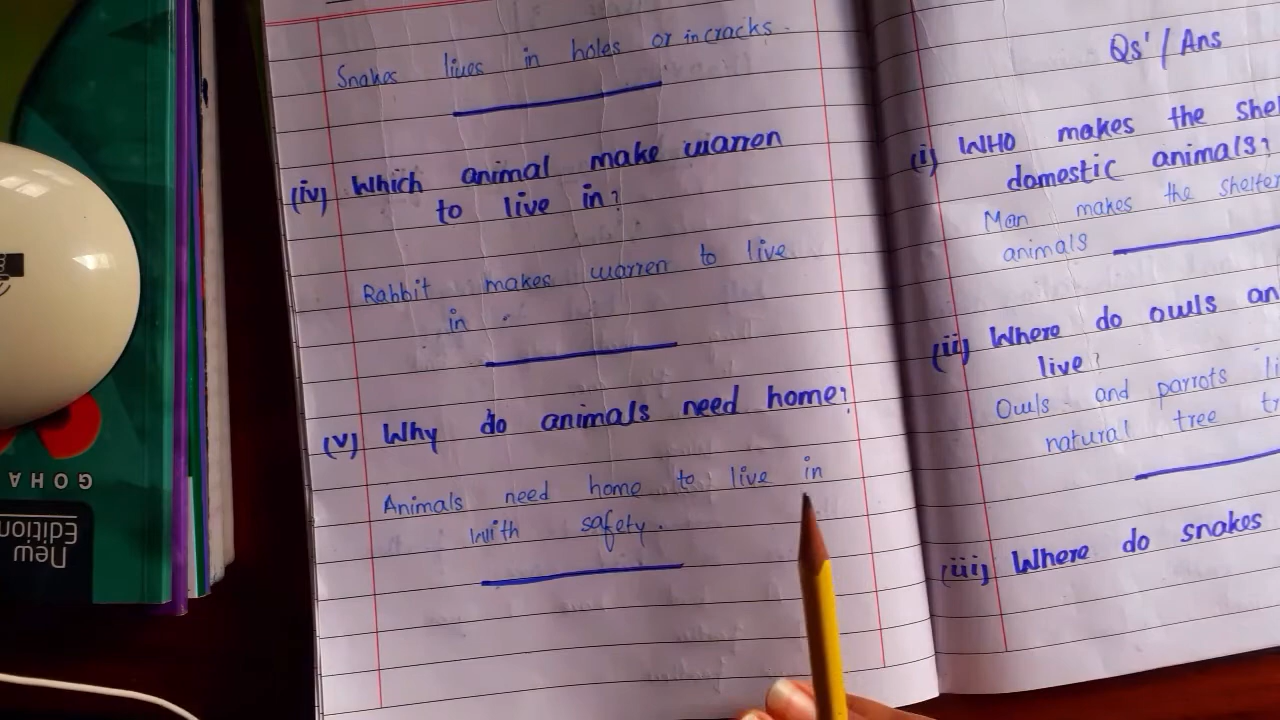 Snakes lives in holes or in cracks.
(iv) Which animal make warren
to live in?
Rabbit makes warren to live
in
(v) Why do animals need home?
Animals need home to live in
with safety.
Qs' / Ans
(i) WHO makes the shel
domestic animals?
Man makes the shelter
animals
(ii) Where do owls an
live?
Owls and parrots li
natural tree tr
(iii) Where do snakes
GOHA
New
Edition